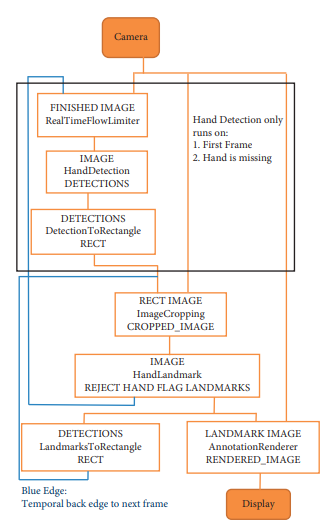 Camera
FINISHED IMAGE
RealTimeFlowLimiter
Hand Detection only
runs on:
1. First Frame
2. Hand is missing
IMAGE
HandDetection
DETECTIONS
DETECTIONS
DetectionToRectangle
RECT
RECT IMAGE
ImageCropping
CROPPED_IMAGE
IMAGE
HandLandmark
REJECT HAND FLAG LANDMARKS
DETECTIONS
LandmarksToRectangle
RECT
LANDMARK IMAGE
AnnotationRenderer
RENDERED_IMAGE
Blue Edge:
Temporal back edge to next frame
Display